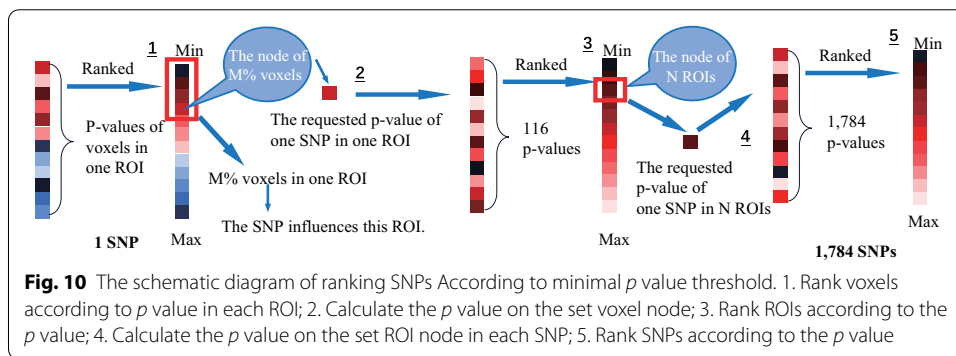 1
Min
Ranked
The node of
M% voxels
2
P-values of
voxels in
one ROI
The requested p-value of
one SNP in one ROI
M% voxels in one ROI
The SNP influences this ROI.
1 SNP
Max
Ranked
3
Min
The node of
N ROIs
116
p-values
4
The requested
p-value of
one SNP in N ROIs
Max
Ranked
5
Min
1,784
p-values
Max
1,784 SNPs
Fig. 10 The schematic diagram of ranking SNPs According to minimal p value threshold. 1. Rank voxels
according to p value in each ROI; 2. Calculate the p value on the set voxel node; 3. Rank ROIs according to the
p value; 4. Calculate the p value on the set ROI node in each SNP; 5. Rank SNPs according to the p value